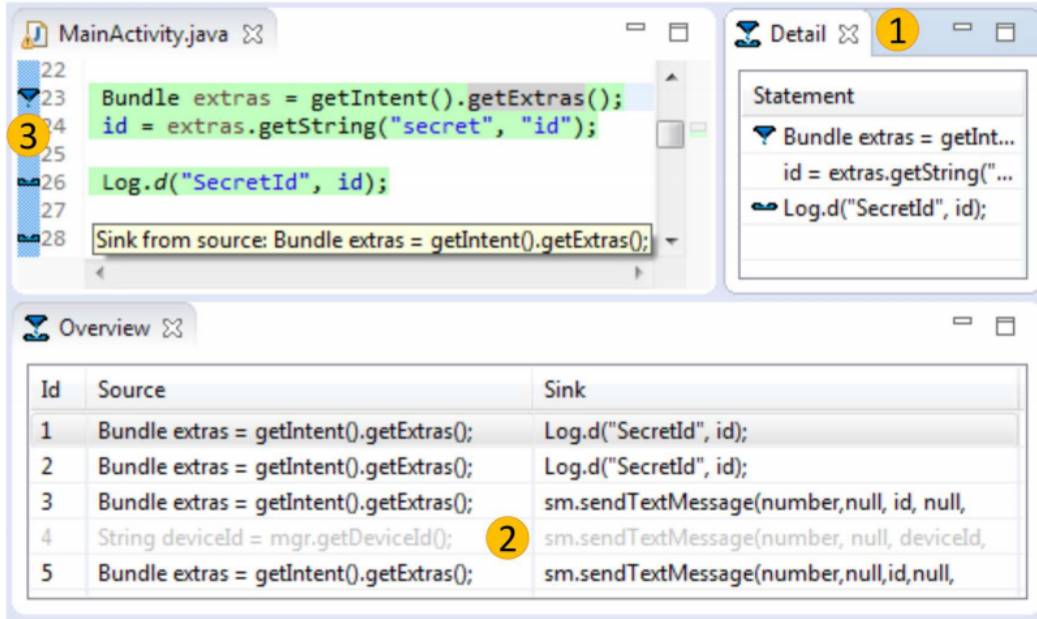 MainActivity.java
22
23 Bundle extras = getIntent().getExtras();
24 id = extras.getString("secret", "id");
25
26 Log.d("SecretId", id);
27
28 Sink from source: Bundle extras = getIntent().getExtras();
3
Detail 1
Statement
Bundle extras = getInt...
id = extras.getString("...
Log.d("SecretId", id);
Overview
Id Source Sink
1 Bundle extras = getIntent().getExtras(); Log.d("SecretId", id);
2 Bundle extras = getIntent().getExtras(); Log.d("SecretId", id);
3 Bundle extras = getIntent().getExtras(); sm.sendTextMessage(number,null, id, null,
4 String deviceId = mgr.getDeviceId(); 2 sm.sendTextMessage(number, null, deviceId,
5 Bundle extras = getIntent().getExtras(); sm.sendTextMessage(number,null,id,null,